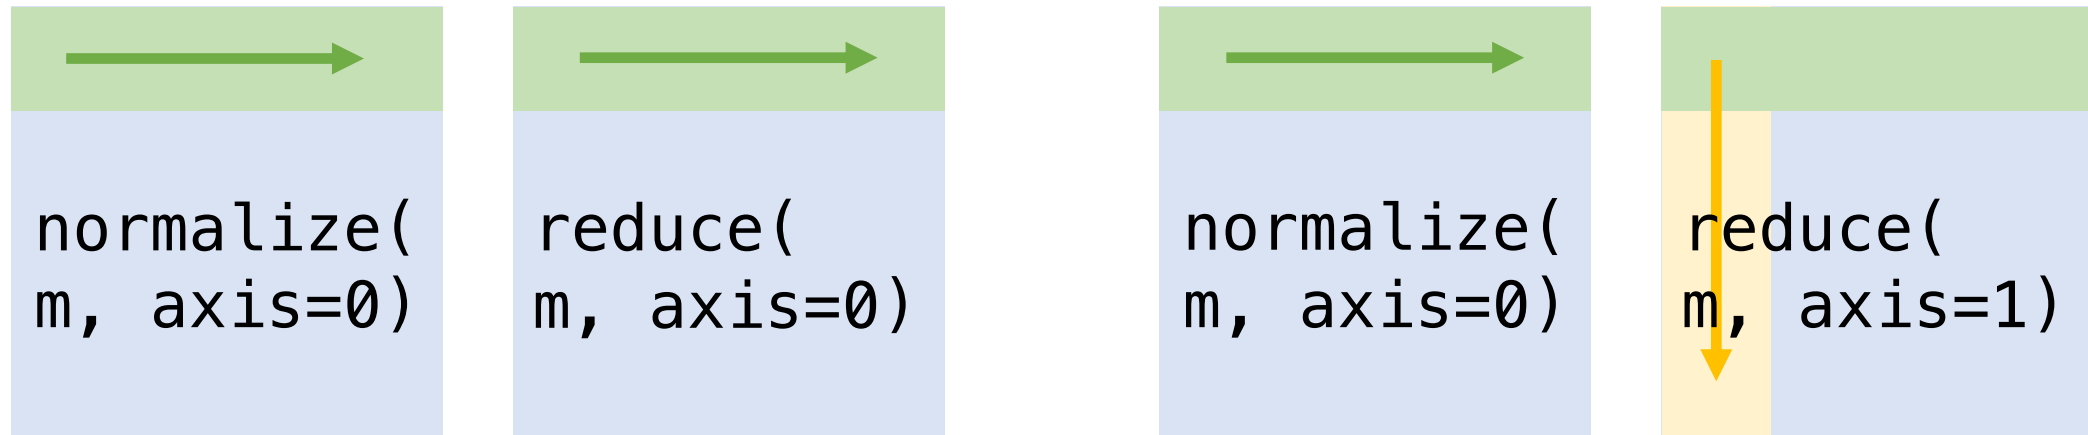 normalize(
m, axis=0)
reduce(
m, axis=0)
normalize(
m, axis=0)
reduce(
m, axis=1)